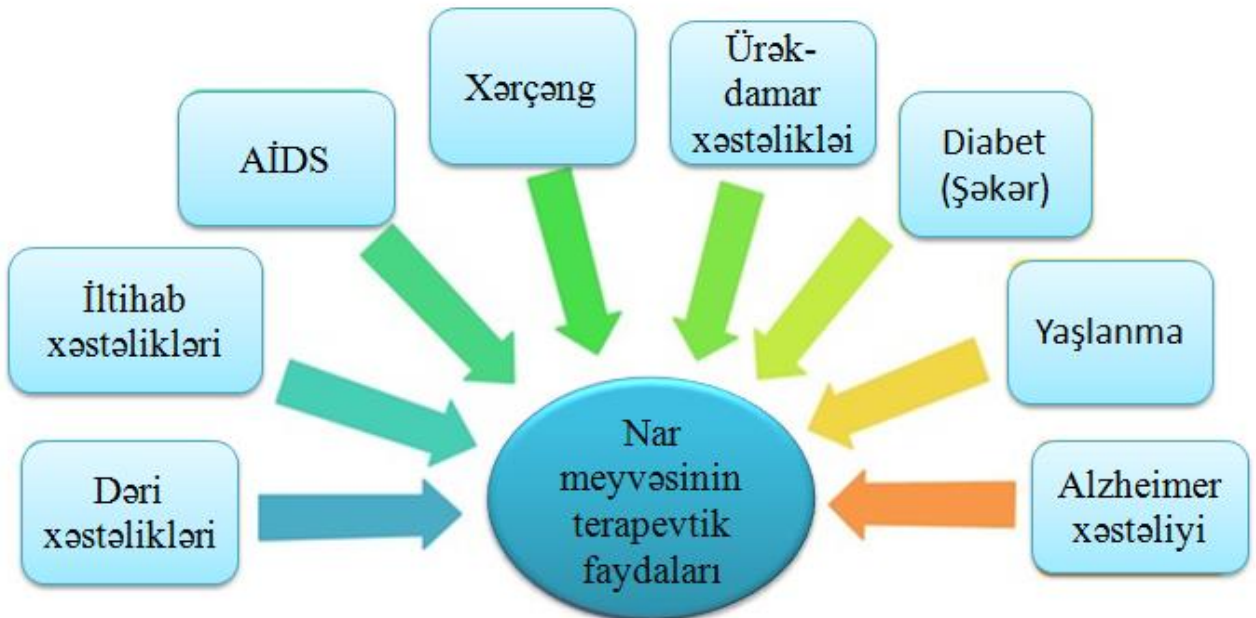 Dəri
xəstəlikləri
İltihab
xəstəlikləri
AİDS
Xərçəng
Ürək-
damar
xəstəlikləi
Diabet
(Şəkər)
Yaşlanma
Alzheimer
xəstəliyi
Nar
meyvəsinin
terapevtik
faydaları